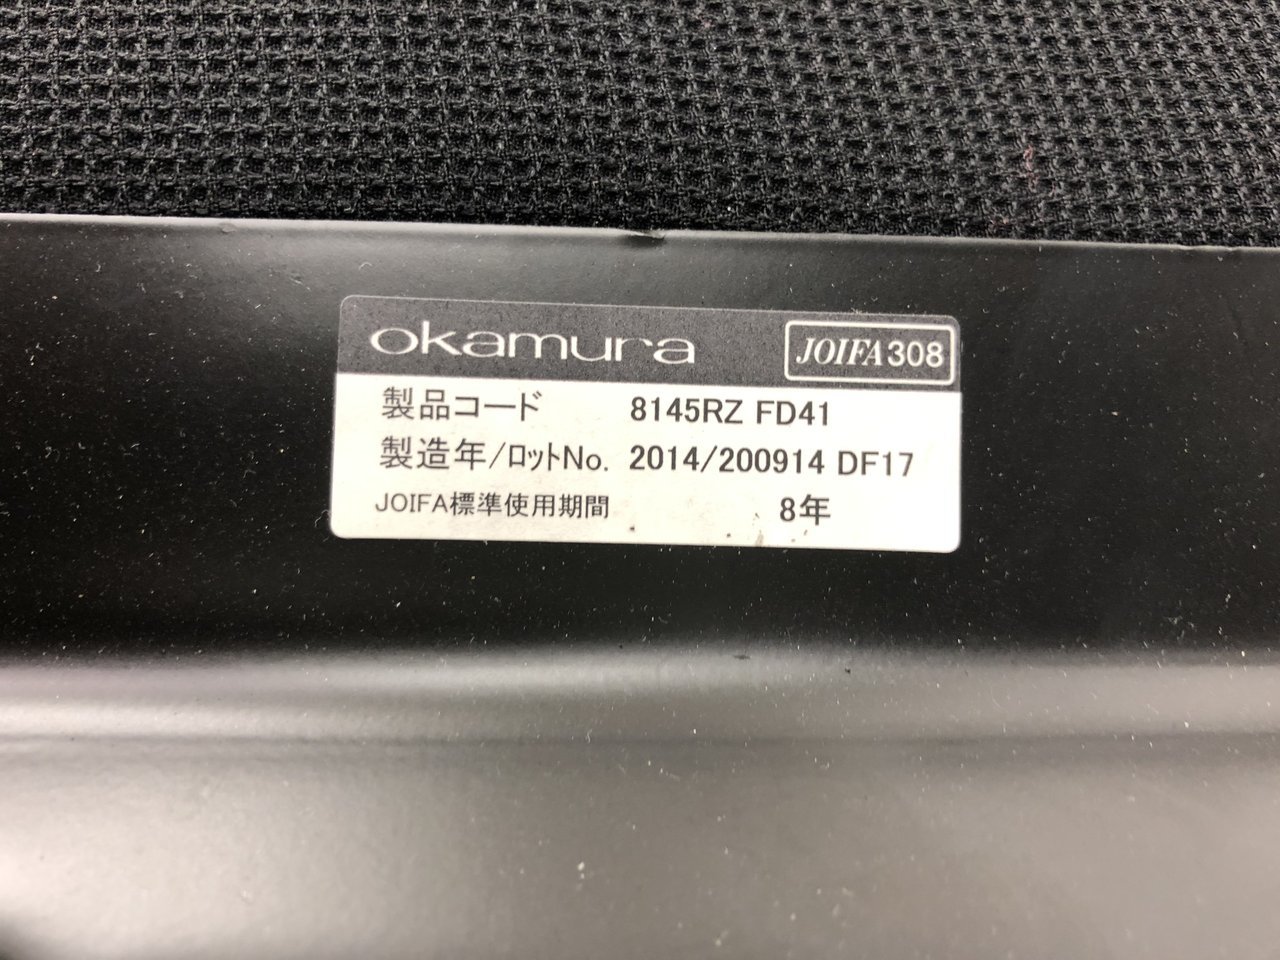 okamura JOIFA308
製品コード 8145RZ FD41
製造年/ロットNo. 2014/200914 DF17
JOIFA標準使用期間 8年